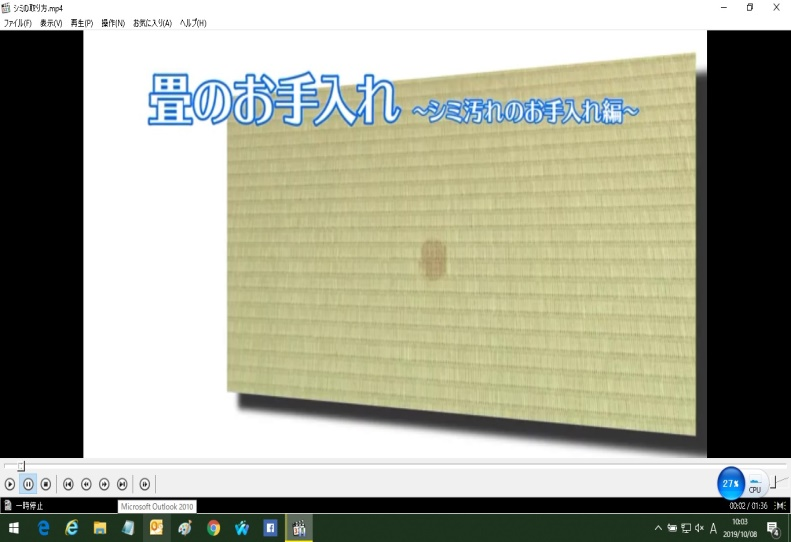 シミの取り方.mp4
ファイル(F) 表示(V) 再生(P) 操作(N) お気に入り(A) ヘルプ(H)
畳のお手入れ ～シミ汚れのお手入れ編～
27%
CPU
一時停止
00:02 / 01:36
Microsoft Outlook 2010
A
10:03
2019/10/08
4